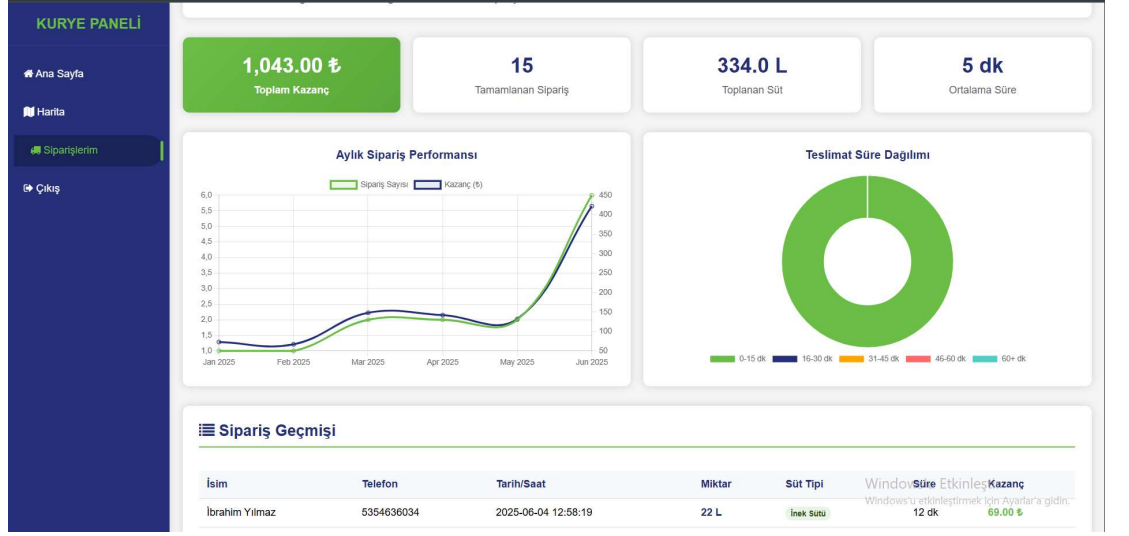 KURYE PANELİ
Ana Sayfa
Harita
Siparişlerim
Çıkış
1,043.00 ₺
Toplam Kazanç
15
Tamamlanan Sipariş
334.0 L
Toplanan Süt
5 dk
Ortalama Süre
Aylık Sipariş Performansı
Sipariş Sayısı Kazanç (₺)
6,0
5,5
5,0
4,5
4,0
3,5
3,0
2,5
2,0
1,5
1,0
450
400
350
300
250
200
150
100
50
Jan 2025 Feb 2025 Mar 2025 Apr 2025 May 2025 Jun 2025
Teslimat Süre Dağılımı
0-15 dk 16-30 dk 31-45 dk 46-60 dk 60+ dk
Sipariş Geçmişi
İsim Telefon Tarih/Saat Miktar Süt Tipi Süre Kazanç
İbrahim Yılmaz 5354636034 2025-06-04 12:58:19 22 L İnek Sütü 12 dk 69.00 ₺
Windows'u etkinleştirmek için Ayarlar'a gidin.